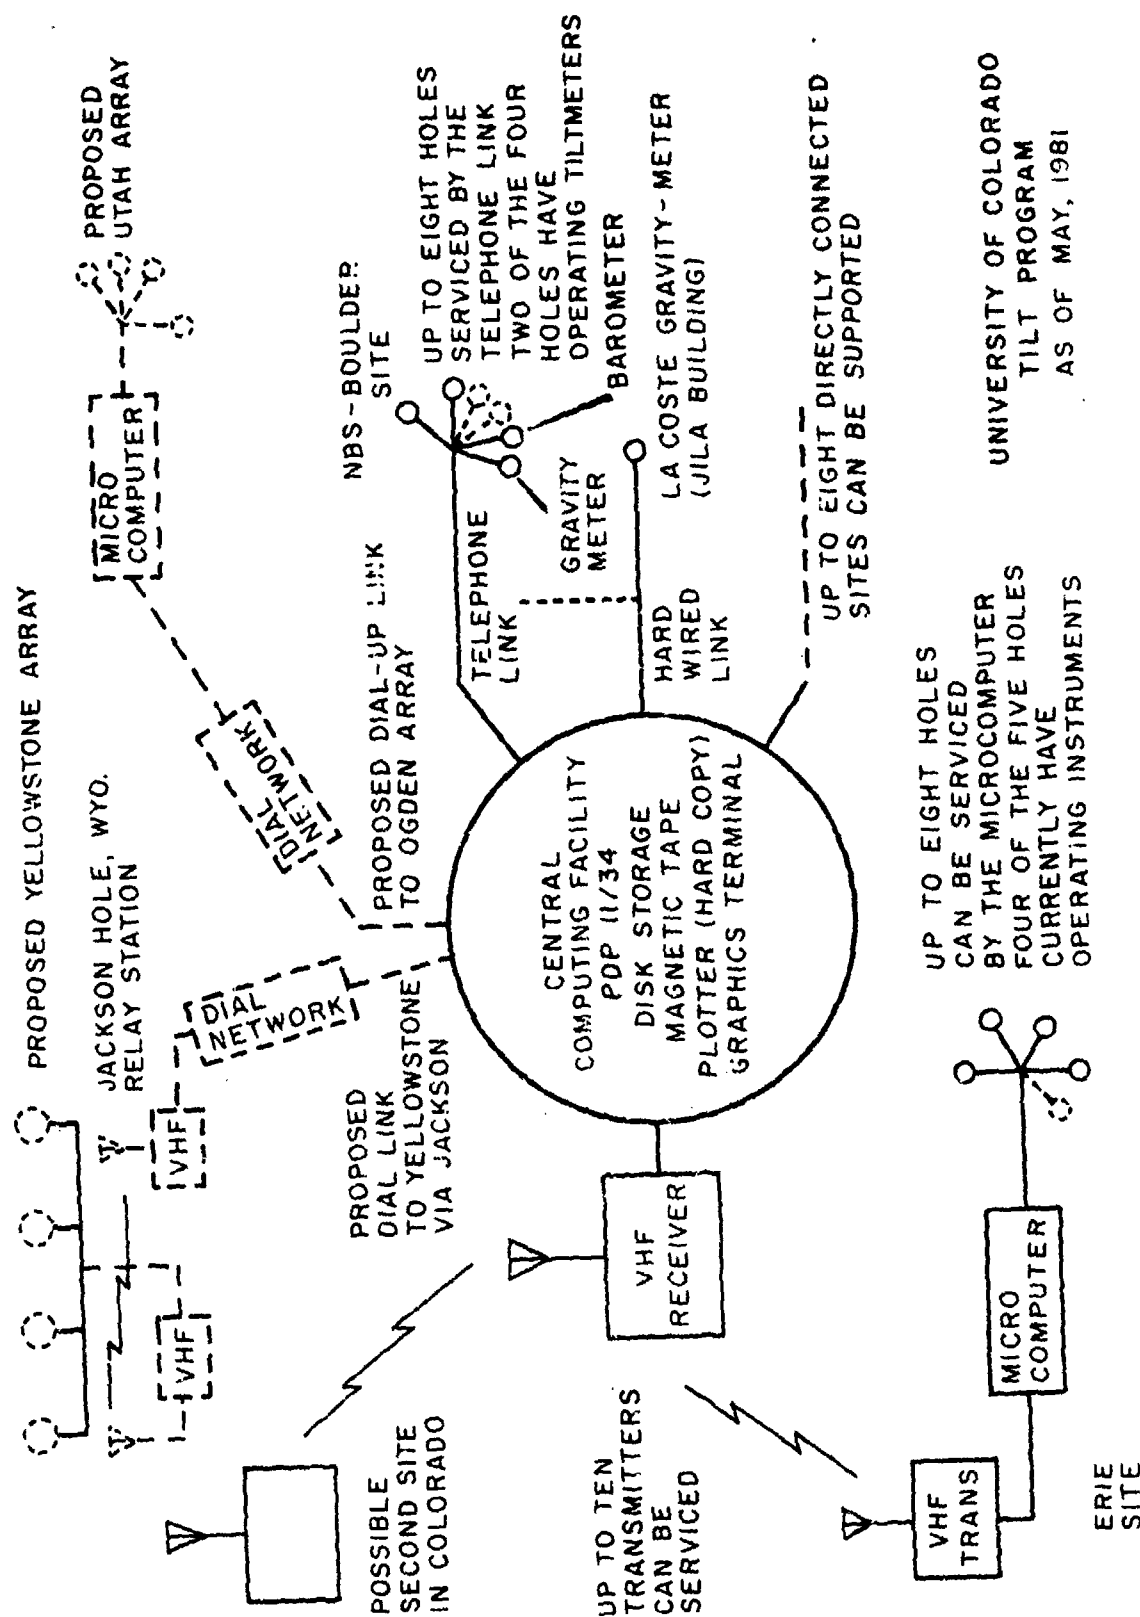 PROPOSED YELLOWSTONE ARRAY
JACKSON HOLE, WYO.
RELAY STATION
VHF
VHF
DIAL
NETWORK
DIAL
NETWORK
MICRO
COMPUTER
PROPOSED
UTAH ARRAY
POSSIBLE
SECOND SITE
IN COLORADO
PROPOSED
DIAL LINK
TO YELLOWSTONE
VIA JACKSON
PROPOSED DIAL-UP LINK
TO OGDEN ARRAY
NBS-BOULDER
SITE
TELEPHONE
LINK
UP TO EIGHT HOLES
SERVICED BY THE
TELEPHONE LINK
TWO OF THE FOUR
HOLES HAVE
OPERATING TILTMETERS
GRAVITY
METER
BAROMETER
HARD
WIRED
LINK
LA COSTE GRAVITY-METER
(JILA BUILDING)
CENTRAL
COMPUTING FACILITY
PDP 11/34
DISK STORAGE
MAGNETIC TAPE
PLOTTER (HARD COPY)
GRAPHICS TERMINAL
VHF
RECEIVER
UP TO TEN
TRANSMITTERS
CAN BE
SERVICED
UP TO EIGHT DIRECTLY CONNECTED
SITES CAN BE SUPPORTED
VHF
TRANS
MICRO
COMPUTER
UP TO EIGHT HOLES
CAN BE SERVICED
BY THE MICROCOMPUTER
FOUR OF THE FIVE HOLES
CURRENTLY HAVE
OPERATING INSTRUMENTS
ERIE
SITE
UNIVERSITY OF COLORADO
TILT PROGRAM
AS OF MAY, 1981